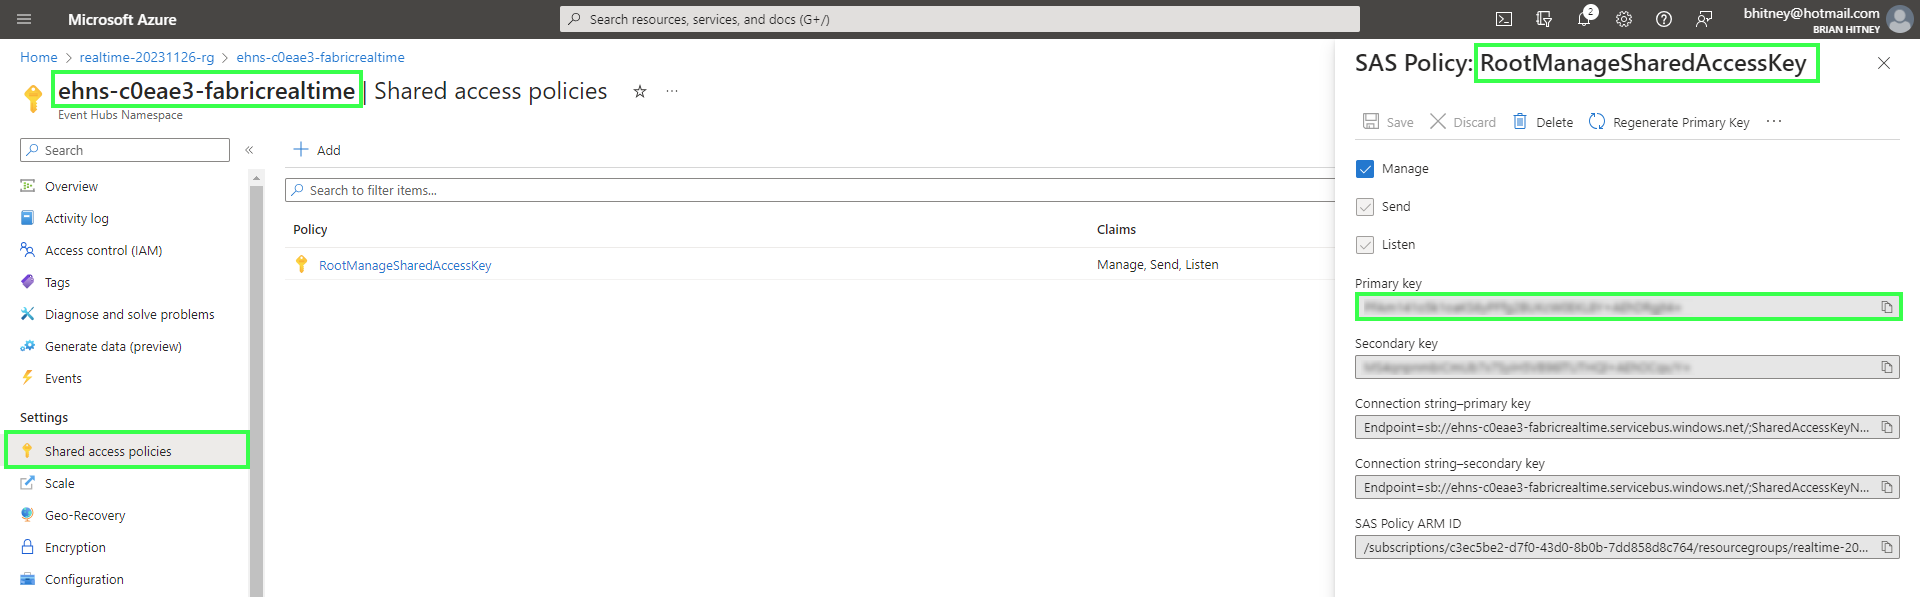 Microsoft Azure
Search resources, services, and docs (G+/)
2
bhitney@hotmail.com
BRIAN HITNEY
Home > realtime-20231126-rg > ehns-c0eae3-fabricrealtime
ehns-c0eae3-fabricrealtime | Shared access policies
Event Hubs Namespace
Search
Overview
Activity log
Access control (IAM)
Tags
Diagnose and solve problems
Generate data (preview)
Events
Settings
Shared access policies
Scale
Geo-Recovery
Encryption
Configuration
Add
Search to filter items...
Policy Claims
RootManageSharedAccessKey Manage, Send, Listen
SAS Policy: RootManageSharedAccessKey
Save Discard Delete Regenerate Primary Key ...
Manage
Send
Listen
Primary key
Secondary key
Connection string–primary key
Endpoint=sb://ehns-c0eae3-fabricrealtime.servicebus.windows.net/;SharedAccessKeyN...
Connection string–secondary key
Endpoint=sb://ehns-c0eae3-fabricrealtime.servicebus.windows.net/;SharedAccessKeyN...
SAS Policy ARM ID
/subscriptions/c3ec5be2-d7f0-43d0-8b0b-7dd858d8c764/resourcegroups/realtime-20...